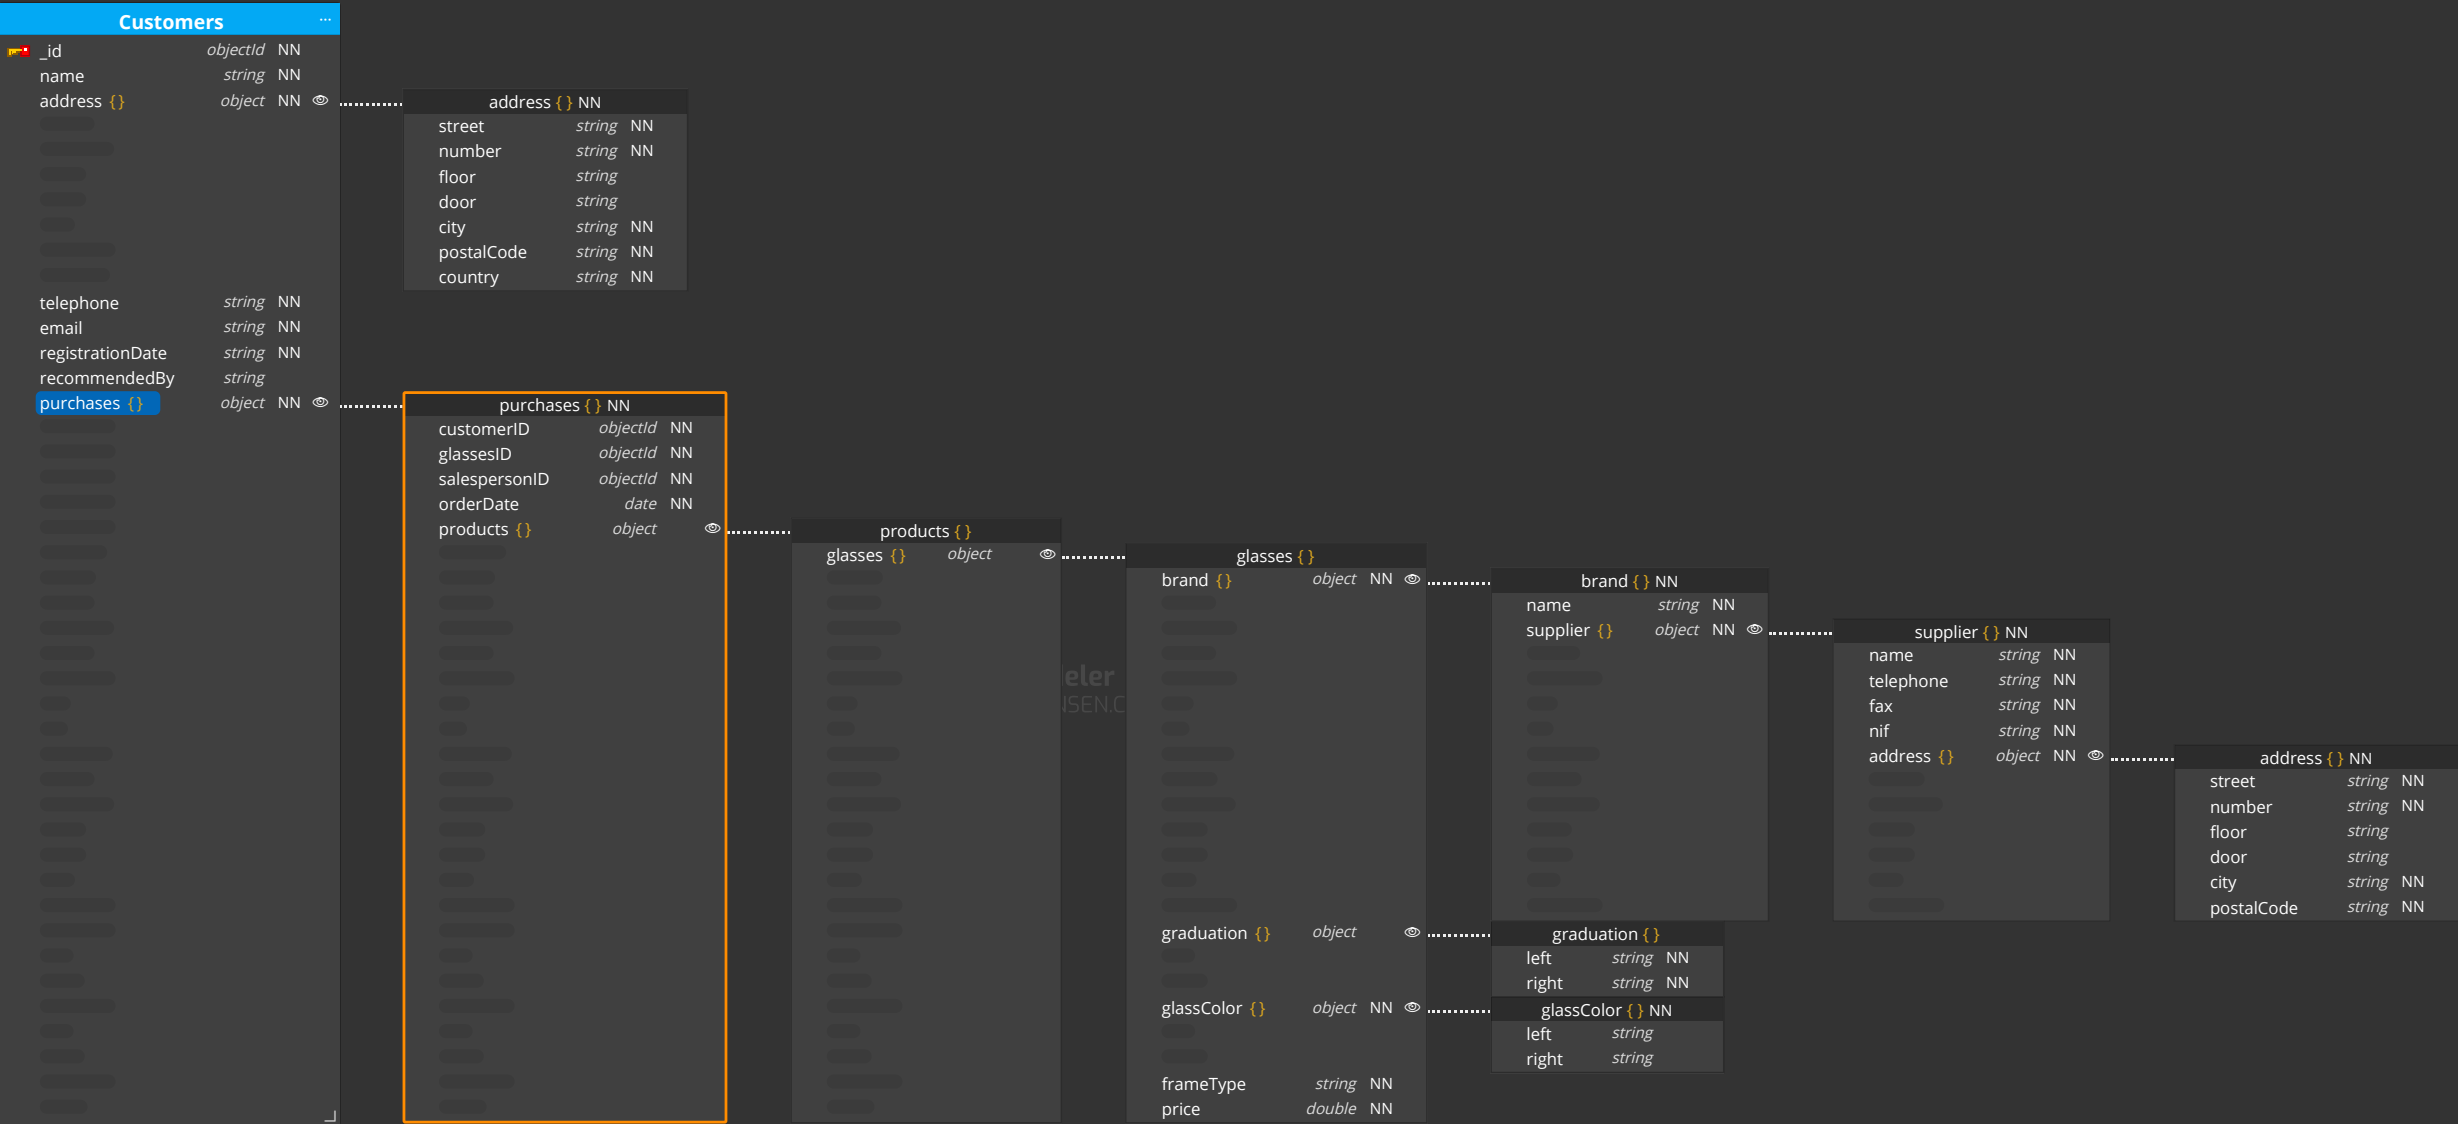 Customers ...
_id objectId NN
name string NN
address {} object NN
telephone string NN
email string NN
registrationDate string NN
recommendedBy string
purchases {} object NN
address { } NN
street string NN
number string NN
floor string
door string
city string NN
postalCode string NN
country string NN
purchases { } NN
customerID objectId NN
glassesID objectId NN
salespersonID objectId NN
orderDate date NN
products {} object
products { }
glasses {} object
glasses { }
brand {} object NN
graduation {} object
glassColor {} object NN
frameType string NN
price double NN
brand { } NN
name string NN
supplier {} object NN
graduation { }
left string NN
right string NN
glassColor { } NN
left string
right string
supplier { } NN
name string NN
telephone string NN
fax string NN
nif string NN
address {} object NN
address { } NN
street string NN
number string NN
floor string
door string
city string NN
postalCode string NN